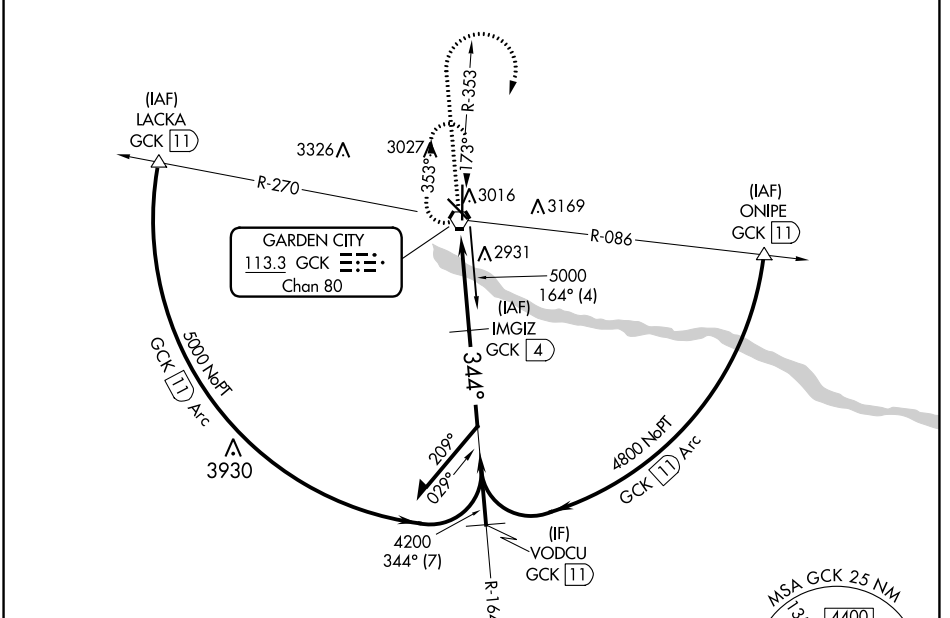 (IAF)
LACKA
GCK 11
3326
3027
R-353
353°
173°
R-270
3016
3169
(IAF)
ONIPE
GCK 11
R-086
GARDEN CITY
113.3 GCK
Chan 80
2931
5000
164° (4)
(IAF)
IMGIZ
GCK 4
344°
5000 NoPT
GCK 11 Arc
3930
209°
029°
4800 NoPT
GCK 11 Arc
4200
344° (7)
(IF)
VODCU
GCK 11
R-164
MSA GCK 25 NM
4400